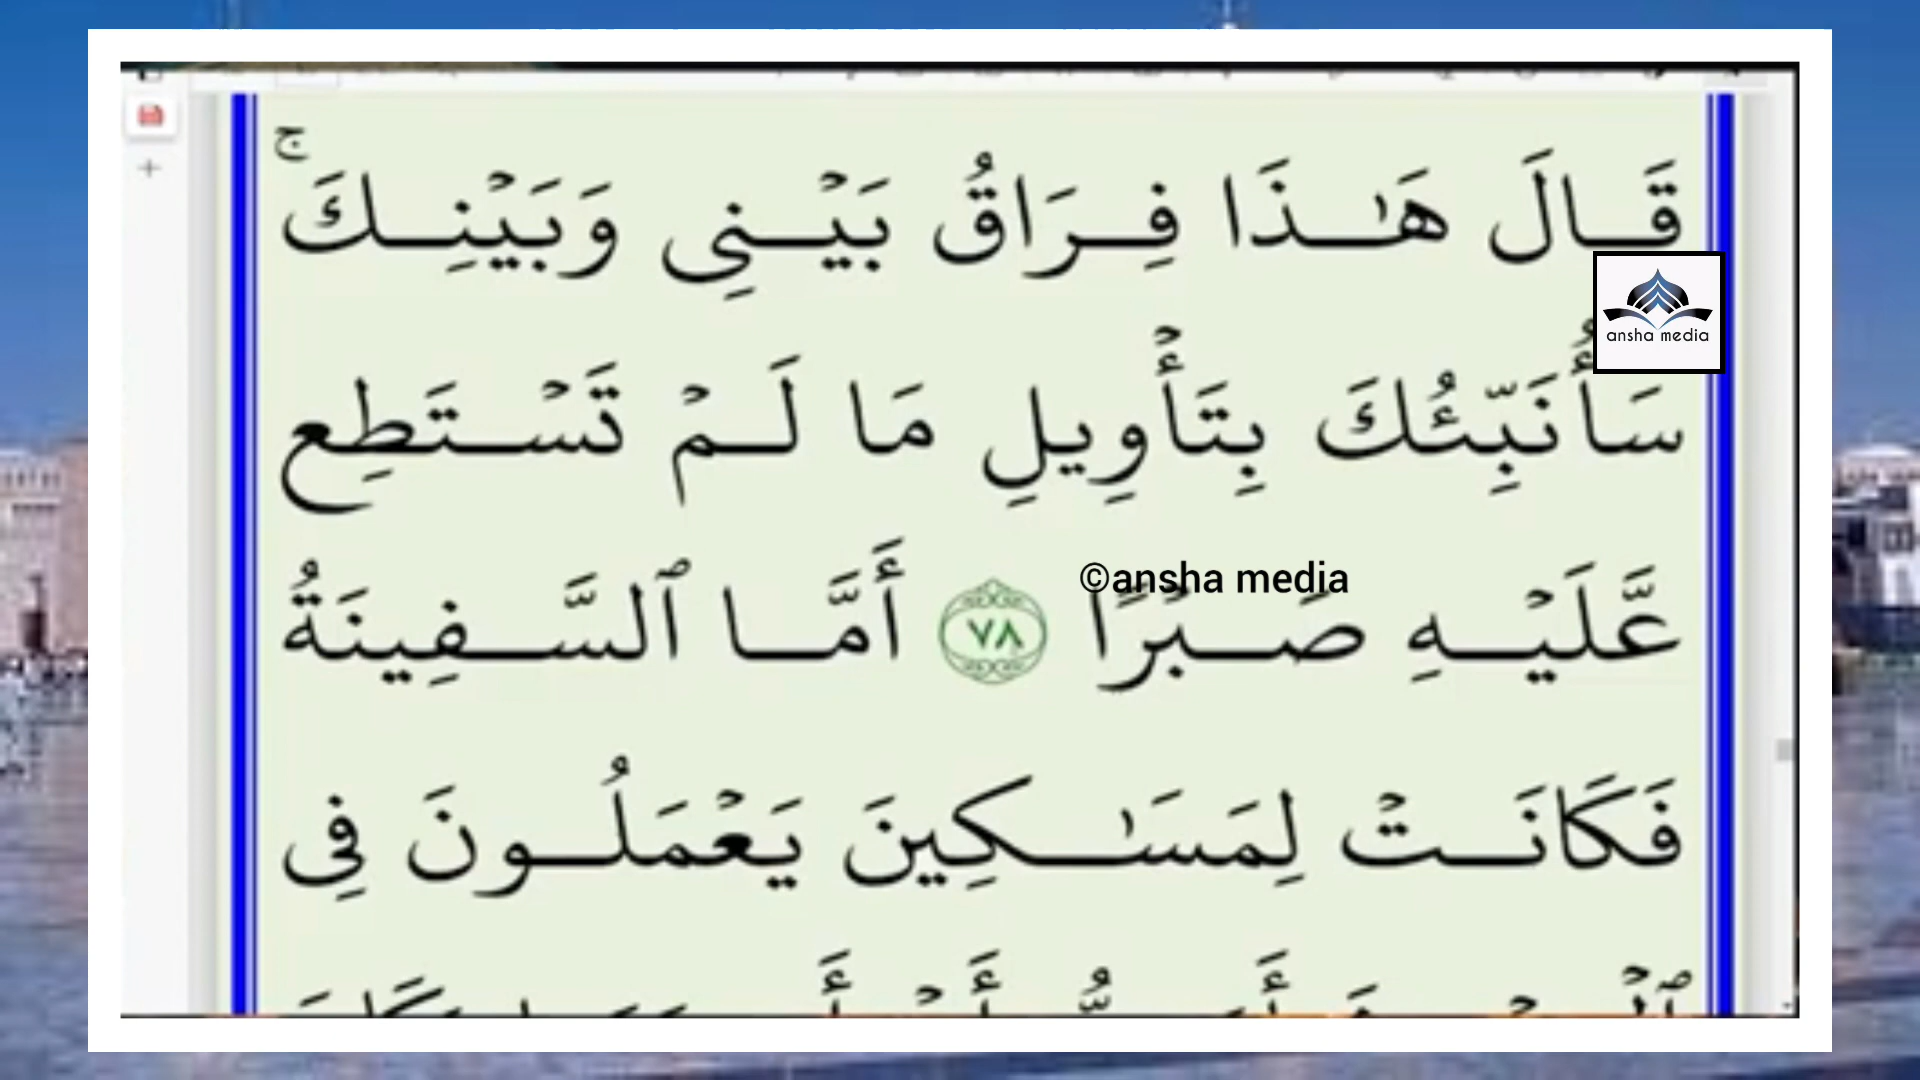 قَالَ هَـٰذَا فِرَاقُ بَيْنِى وَبَيْنِكَ ۚ
سَأُنَبِّئُكَ بِتَأْوِيلِ مَا لَمْ تَسْتَطِع
ansha media
عَّلَيْهِ صَبْرًا ٧٨ أَمَّا ٱلسَّفِينَةُ
©ansha media
فَكَانَتْ لِمَسَـٰكِينَ يَعْمَلُونَ فِى